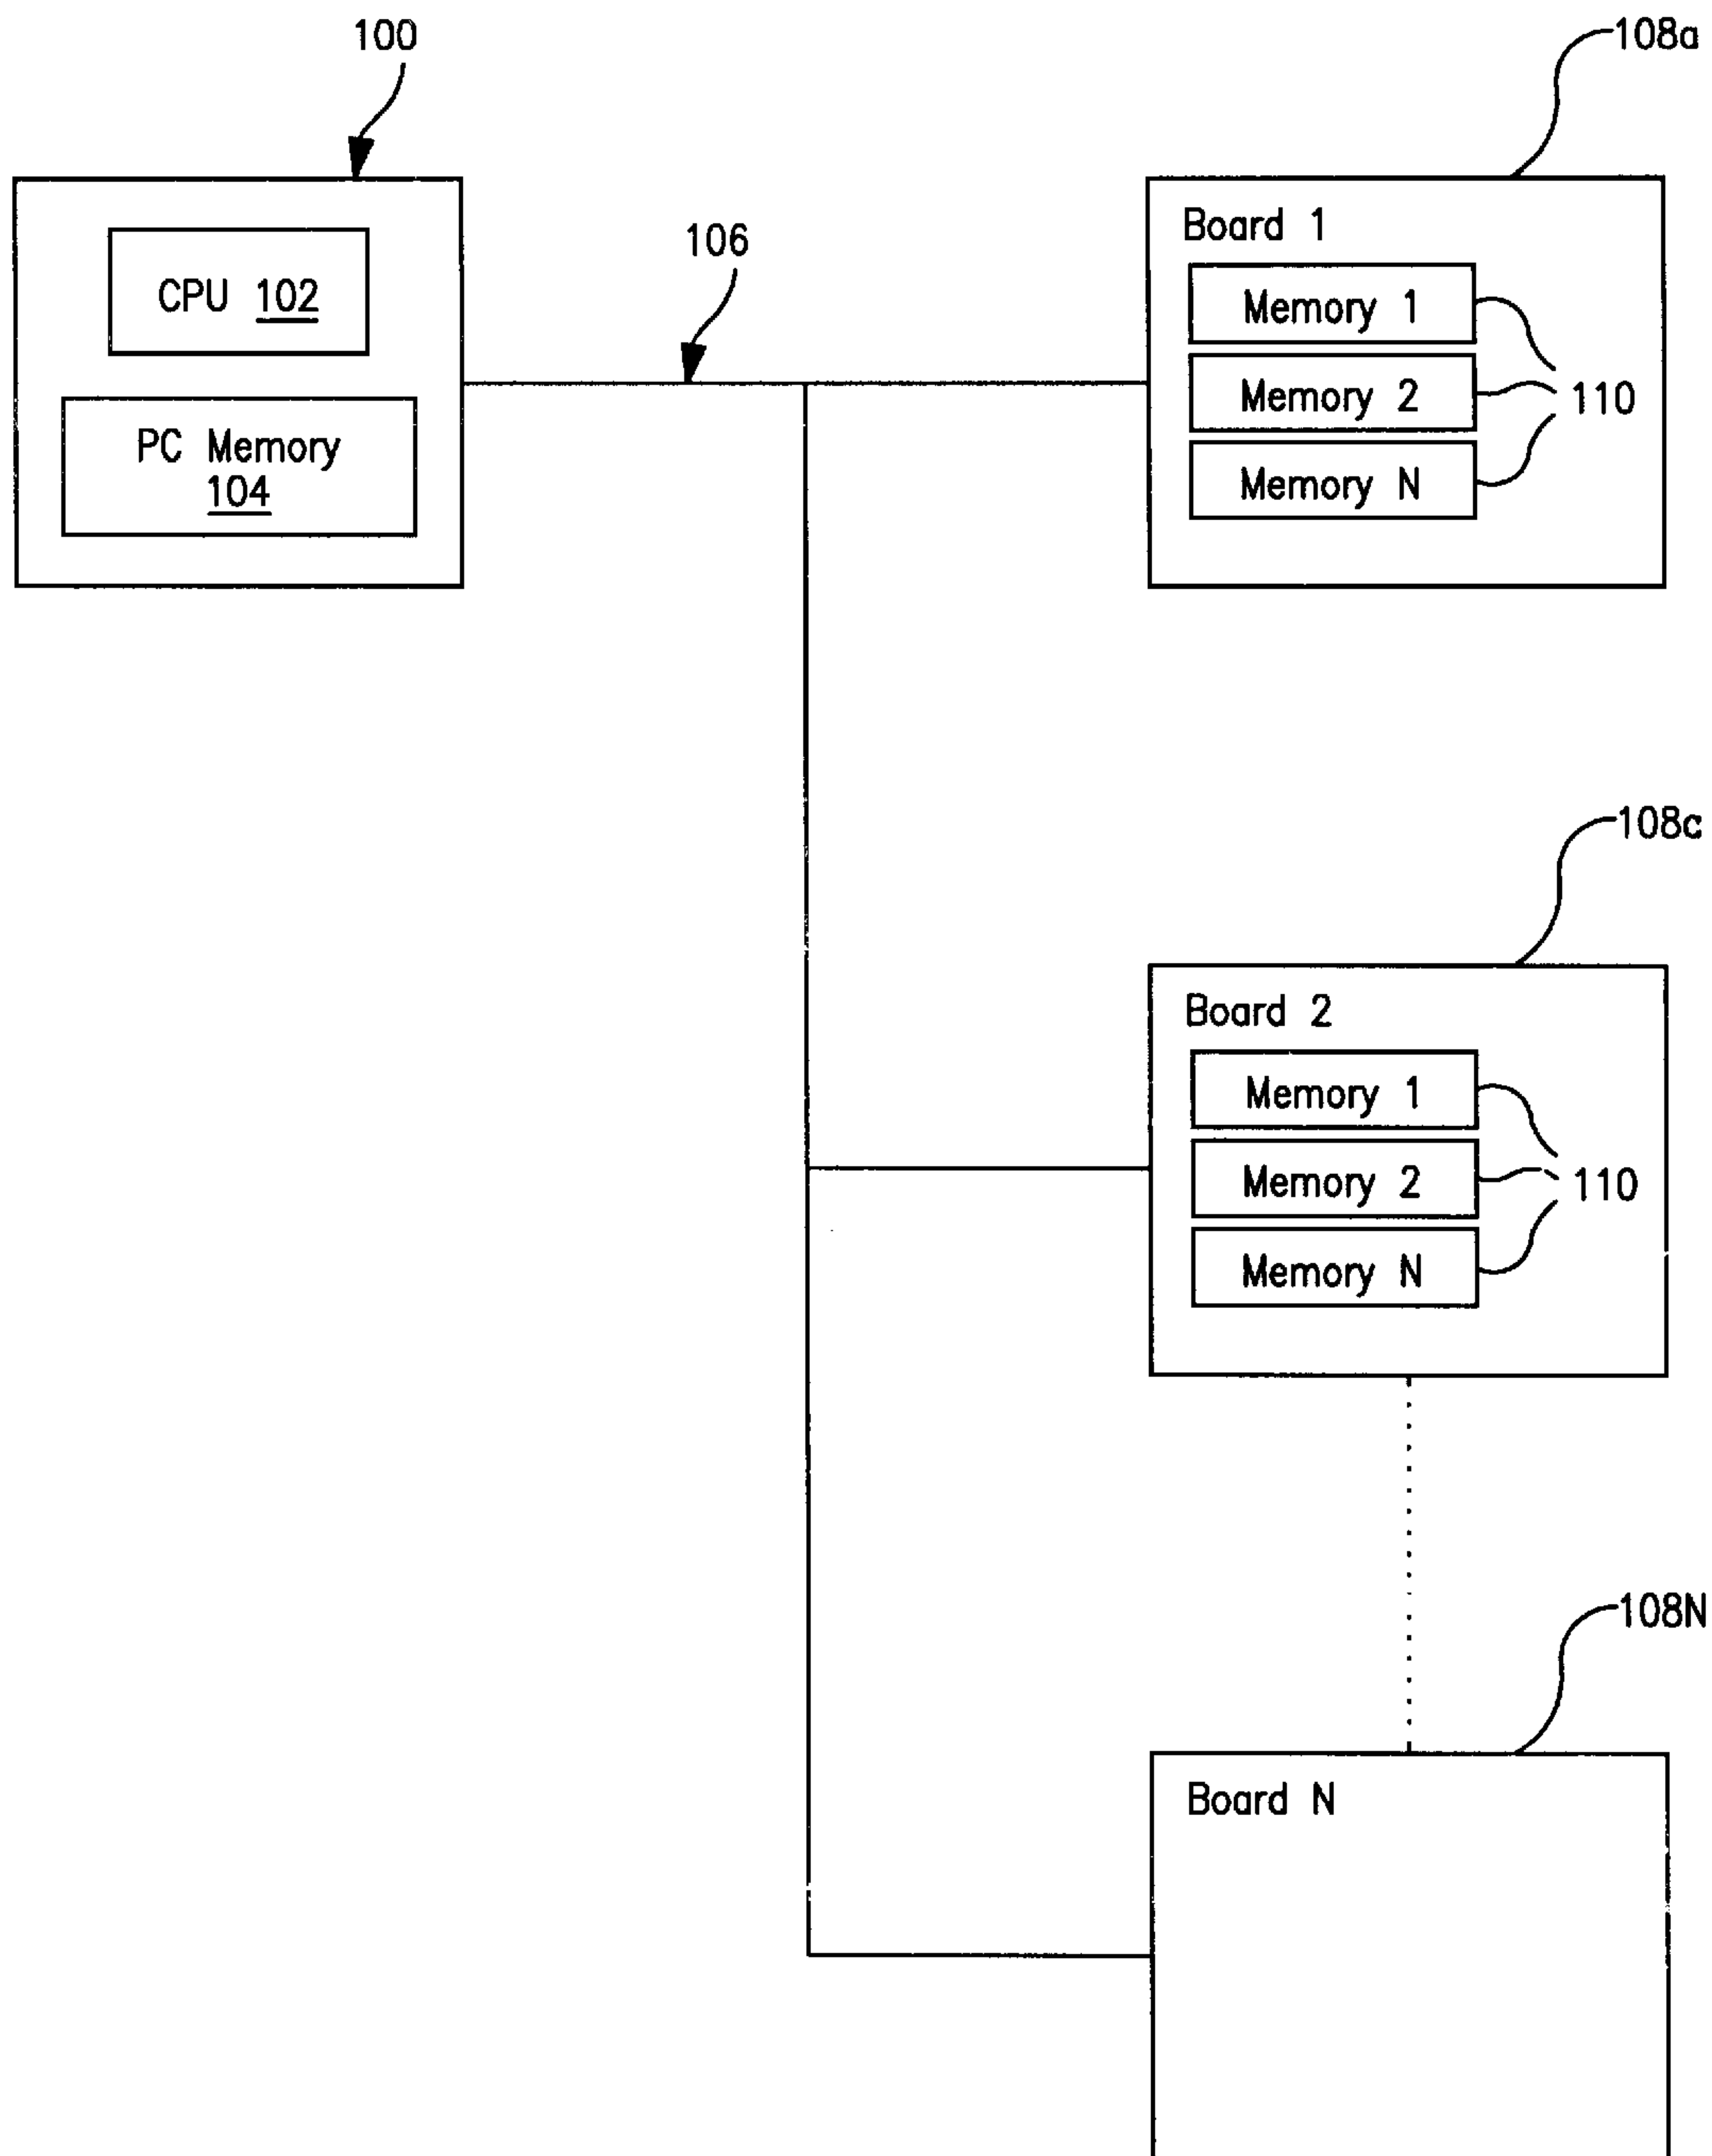 100
108a
CPU 102
PC Memory
104
106
Board 1
Memory 1
Memory 2
Memory N
110
108c
Board 2
Memory 1
Memory 2
Memory N
110
108N
Board N